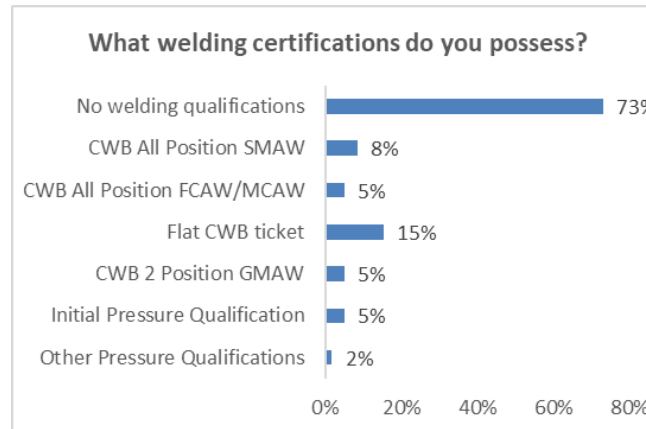 What welding certifications do you possess?
No welding qualifications 73%
CWB All Position SMAW 8%
CWB All Position FCAW/MCAW 5%
Flat CWB ticket 15%
CWB 2 Position GMAW 5%
Initial Pressure Qualification 5%
Other Pressure Qualifications 2%
0% 20% 40% 60% 80%